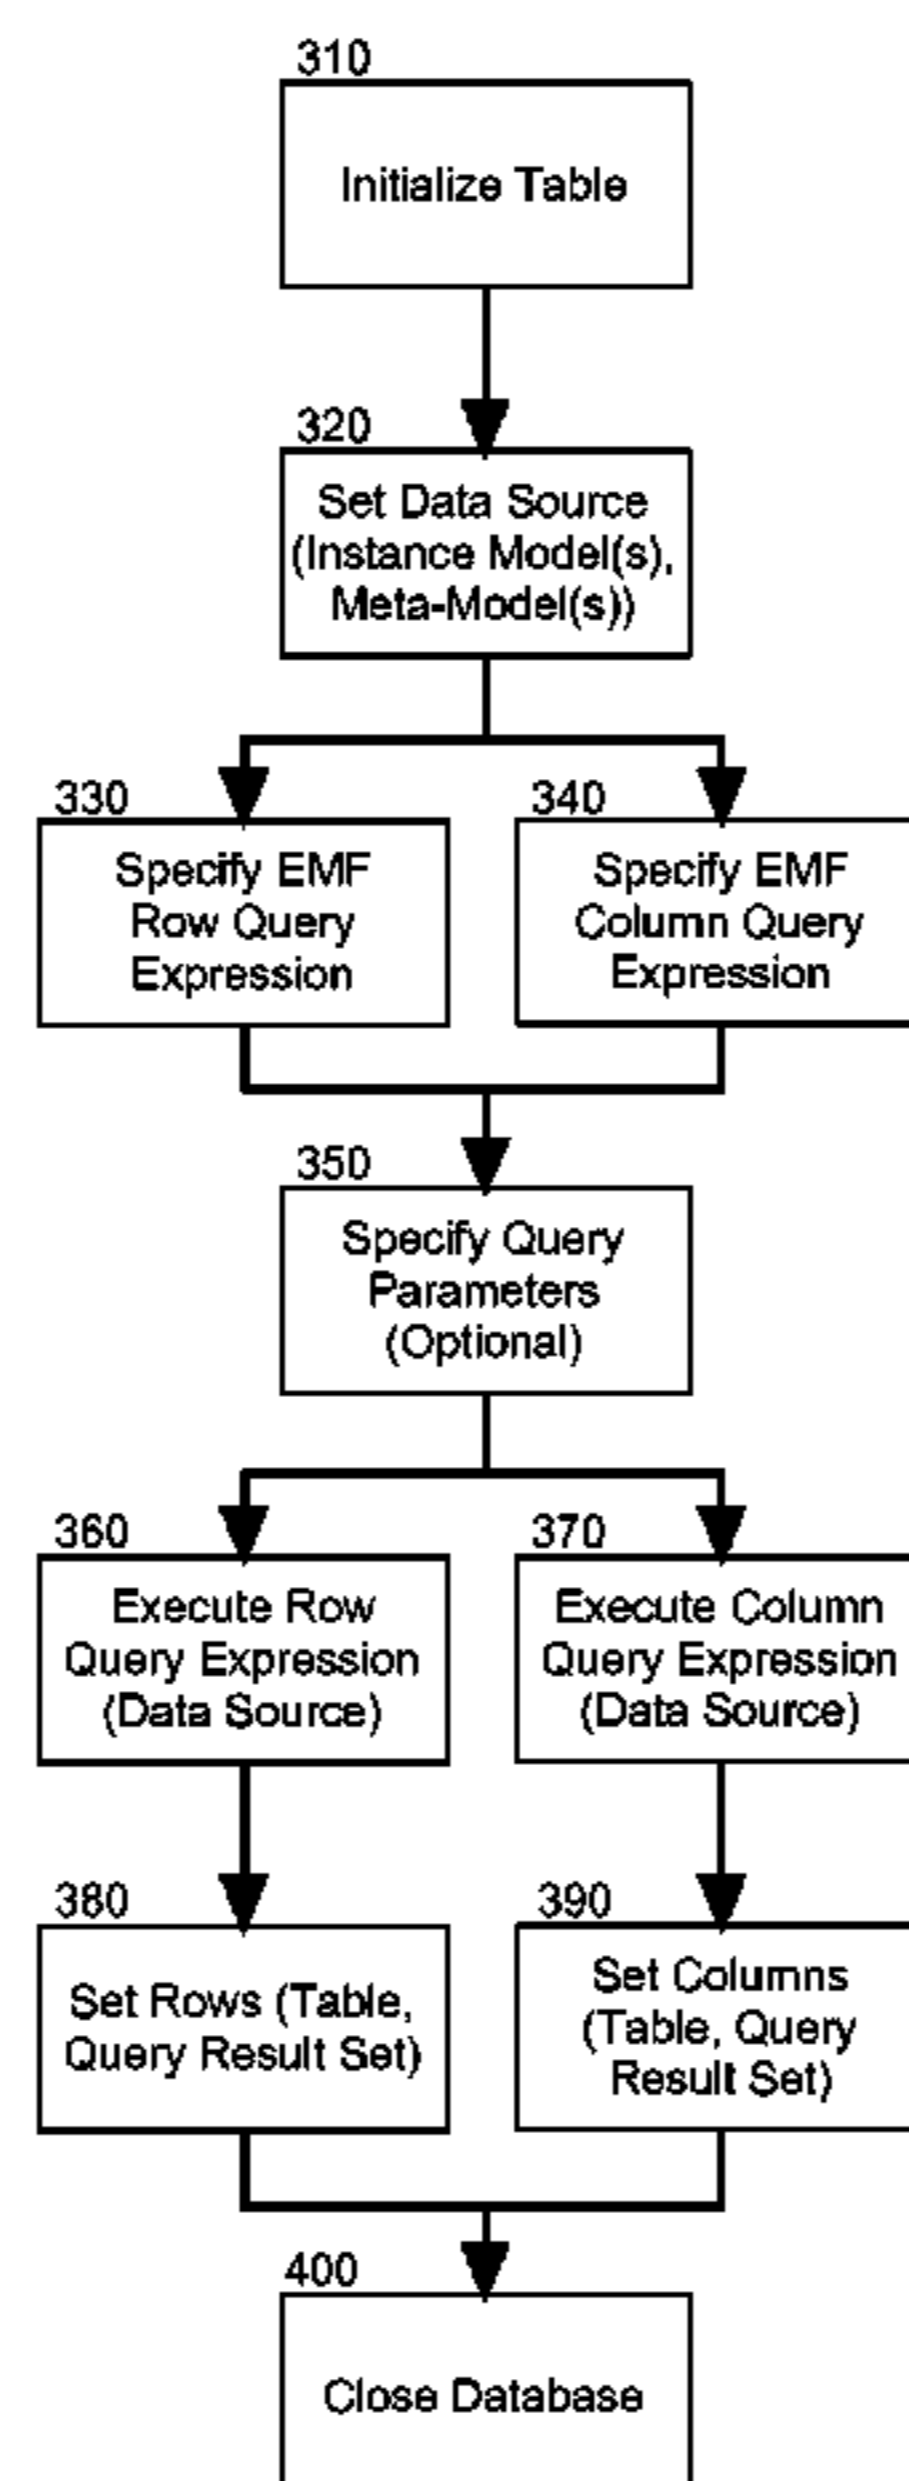 310
Initialize Table
320
Set Data Source
(Instance Model(s),
Meta-Model(s))
330
Specify EMF
Row Query
Expression
340
Specify EMF
Column Query
Expression
350
Specify Query
Parameters
(Optional)
360
Execute Row
Query Expression
(Data Source)
370
Execute Column
Query Expression
(Data Source)
380
Set Rows (Table,
Query Result Set)
390
Set Columns
(Table, Query
Result Set)
400
Close Database